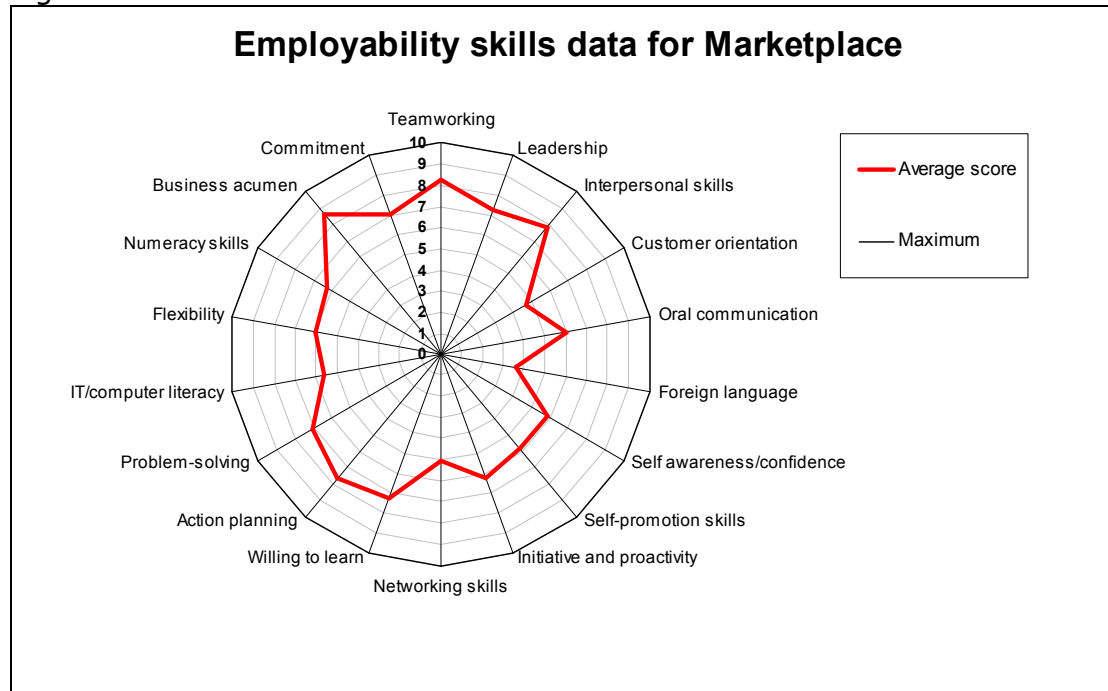 Employability skills data for Marketplace
Teamworking
Leadership
Interpersonal skills
Customer orientation
Oral communication
Foreign language
Self awareness/confidence
Self-promotion skills
Initiative and proactivity
Networking skills
Willing to learn
Action planning
Problem-solving
IT/computer literacy
Flexibility
Numeracy skills
Business acumen
Commitment
10
9
8
7
6
5
4
3
2
1
0
Average score
Maximum